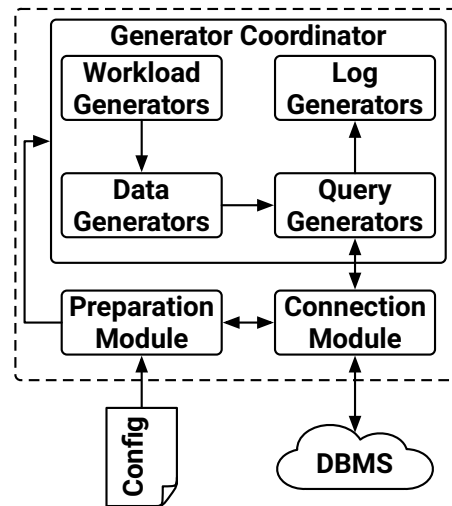 Generator Coordinator
Workload
Generators
Log
Generators
Data
Generators
Query
Generators
Preparation
Module
Connection
Module
Config
DBMS